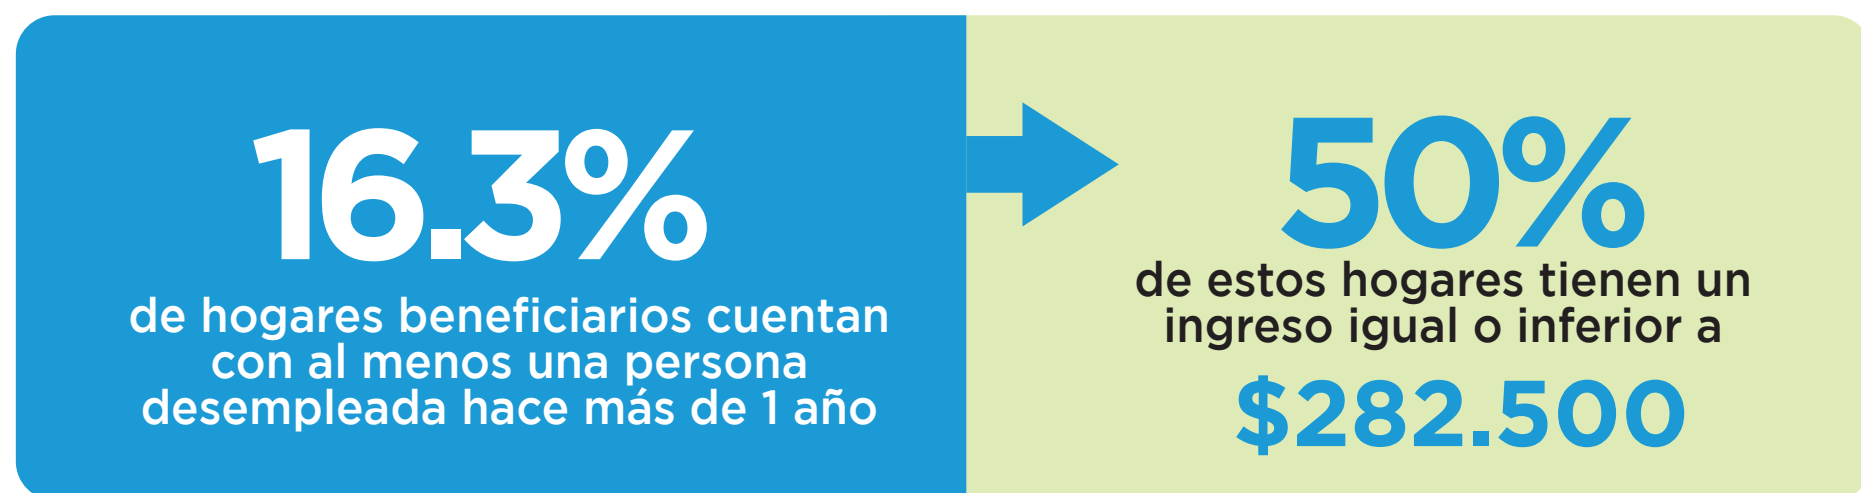 16.3%
de hogares beneficiarios cuentan
con al menos una persona
desempleada hace más de 1 año
50%
de estos hogares tienen un
ingreso igual o inferior a
$282.500